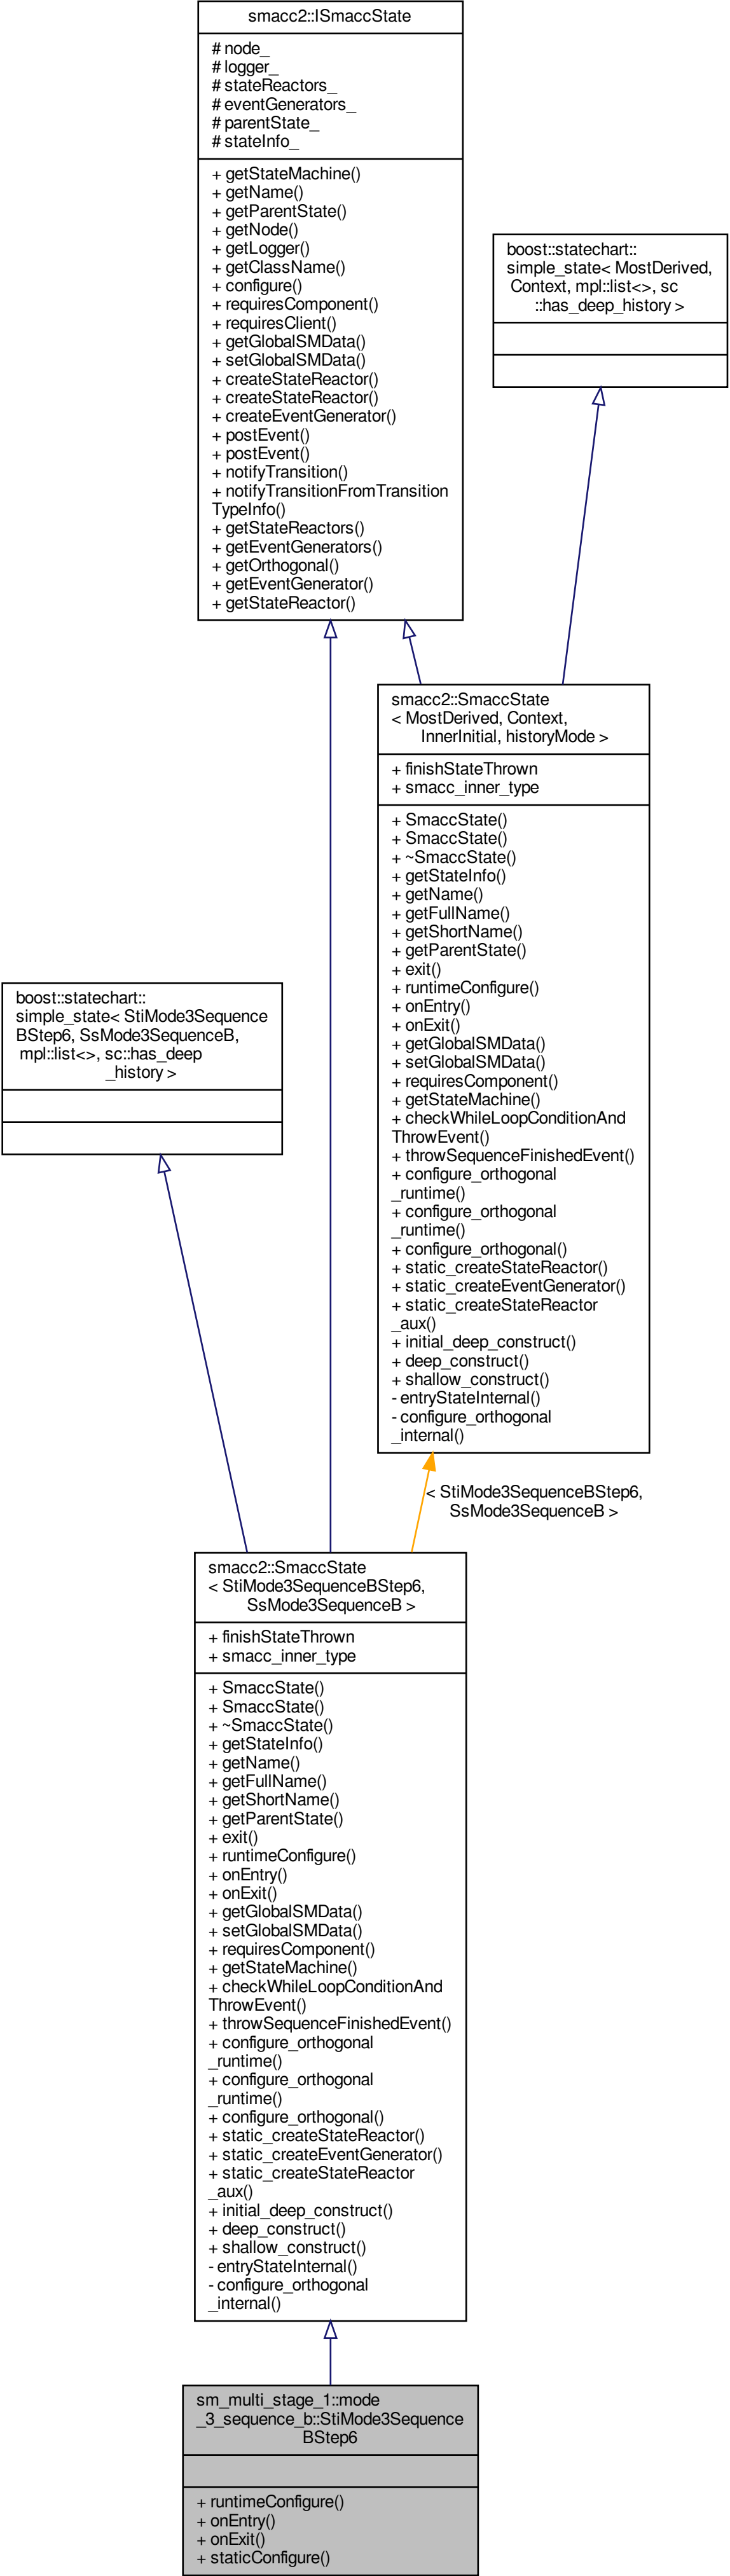 smacc2::ISmaccState
# node_
# logger_
# stateReactors_
# eventGenerators_
# parentState_
# stateInfo_
+ getStateMachine()
+ getName()
+ getParentState()
+ getNode()
+ getLogger()
+ getClassName()
+ configure()
+ requiresComponent()
+ requiresClient()
+ getGlobalSMData()
+ setGlobalSMData()
+ createStateReactor()
+ createStateReactor()
+ createEventGenerator()
+ postEvent()
+ postEvent()
+ notifyTransition()
+ notifyTransitionFromTransition
TypeInfo()
+ getStateReactors()
+ getEventGenerators()
+ getOrthogonal()
+ getEventGenerator()
+ getStateReactor()
boost::statechart::
simple_state< MostDerived,
Context, mpl::list<>, sc
::has_deep_history >
smacc2::SmaccState
< MostDerived, Context,
InnerInitial, historyMode >
+ finishStateThrown
+ smacc_inner_type
+ SmaccState()
+ SmaccState()
+ ~SmaccState()
+ getStateInfo()
+ getName()
+ getFullName()
+ getShortName()
+ getParentState()
+ exit()
+ runtimeConfigure()
+ onEntry()
+ onExit()
+ getGlobalSMData()
+ setGlobalSMData()
+ requiresComponent()
+ getStateMachine()
+ checkWhileLoopConditionAnd
ThrowEvent()
+ throwSequenceFinishedEvent()
+ configure_orthogonal
_runtime()
+ configure_orthogonal
_runtime()
+ configure_orthogonal()
+ static_createStateReactor()
+ static_createEventGenerator()
+ static_createStateReactor
_aux()
+ initial_deep_construct()
+ deep_construct()
+ shallow_construct()
- entryStateInternal()
- configure_orthogonal
_internal()
boost::statechart::
simple_state< StiMode3Sequence
BStep6, SsMode3SequenceB,
mpl::list<>, sc::has_deep
_history >
< StiMode3SequenceBStep6,
SsMode3SequenceB >
smacc2::SmaccState
< StiMode3SequenceBStep6,
SsMode3SequenceB >
+ finishStateThrown
+ smacc_inner_type
+ SmaccState()
+ SmaccState()
+ ~SmaccState()
+ getStateInfo()
+ getName()
+ getFullName()
+ getShortName()
+ getParentState()
+ exit()
+ runtimeConfigure()
+ onEntry()
+ onExit()
+ getGlobalSMData()
+ setGlobalSMData()
+ requiresComponent()
+ getStateMachine()
+ checkWhileLoopConditionAnd
ThrowEvent()
+ throwSequenceFinishedEvent()
+ configure_orthogonal
_runtime()
+ configure_orthogonal
_runtime()
+ configure_orthogonal()
+ static_createStateReactor()
+ static_createEventGenerator()
+ static_createStateReactor
_aux()
+ initial_deep_construct()
+ deep_construct()
+ shallow_construct()
- entryStateInternal()
- configure_orthogonal
_internal()
sm_multi_stage_1::mode
_3_sequence_b::StiMode3Sequence
BStep6
+ runtimeConfigure()
+ onEntry()
+ onExit()
+ staticConfigure()